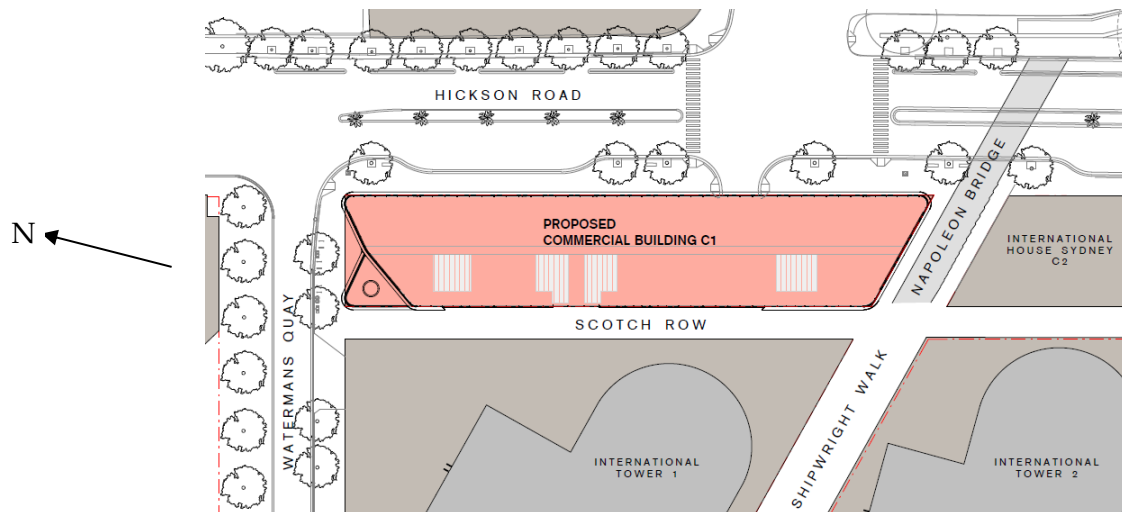 HICKSON ROAD
N
PROPOSED
COMMERCIAL BUILDING C1
NAPOLEON BRIDGE
INTERNATIONAL
HOUSE SYDNEY
C2
WATERMANS QUAY
SCOTCH ROW
SHIPWRIGHT WALK
INTERNATIONAL
TOWER 1
INTERNATIONAL
TOWER 2